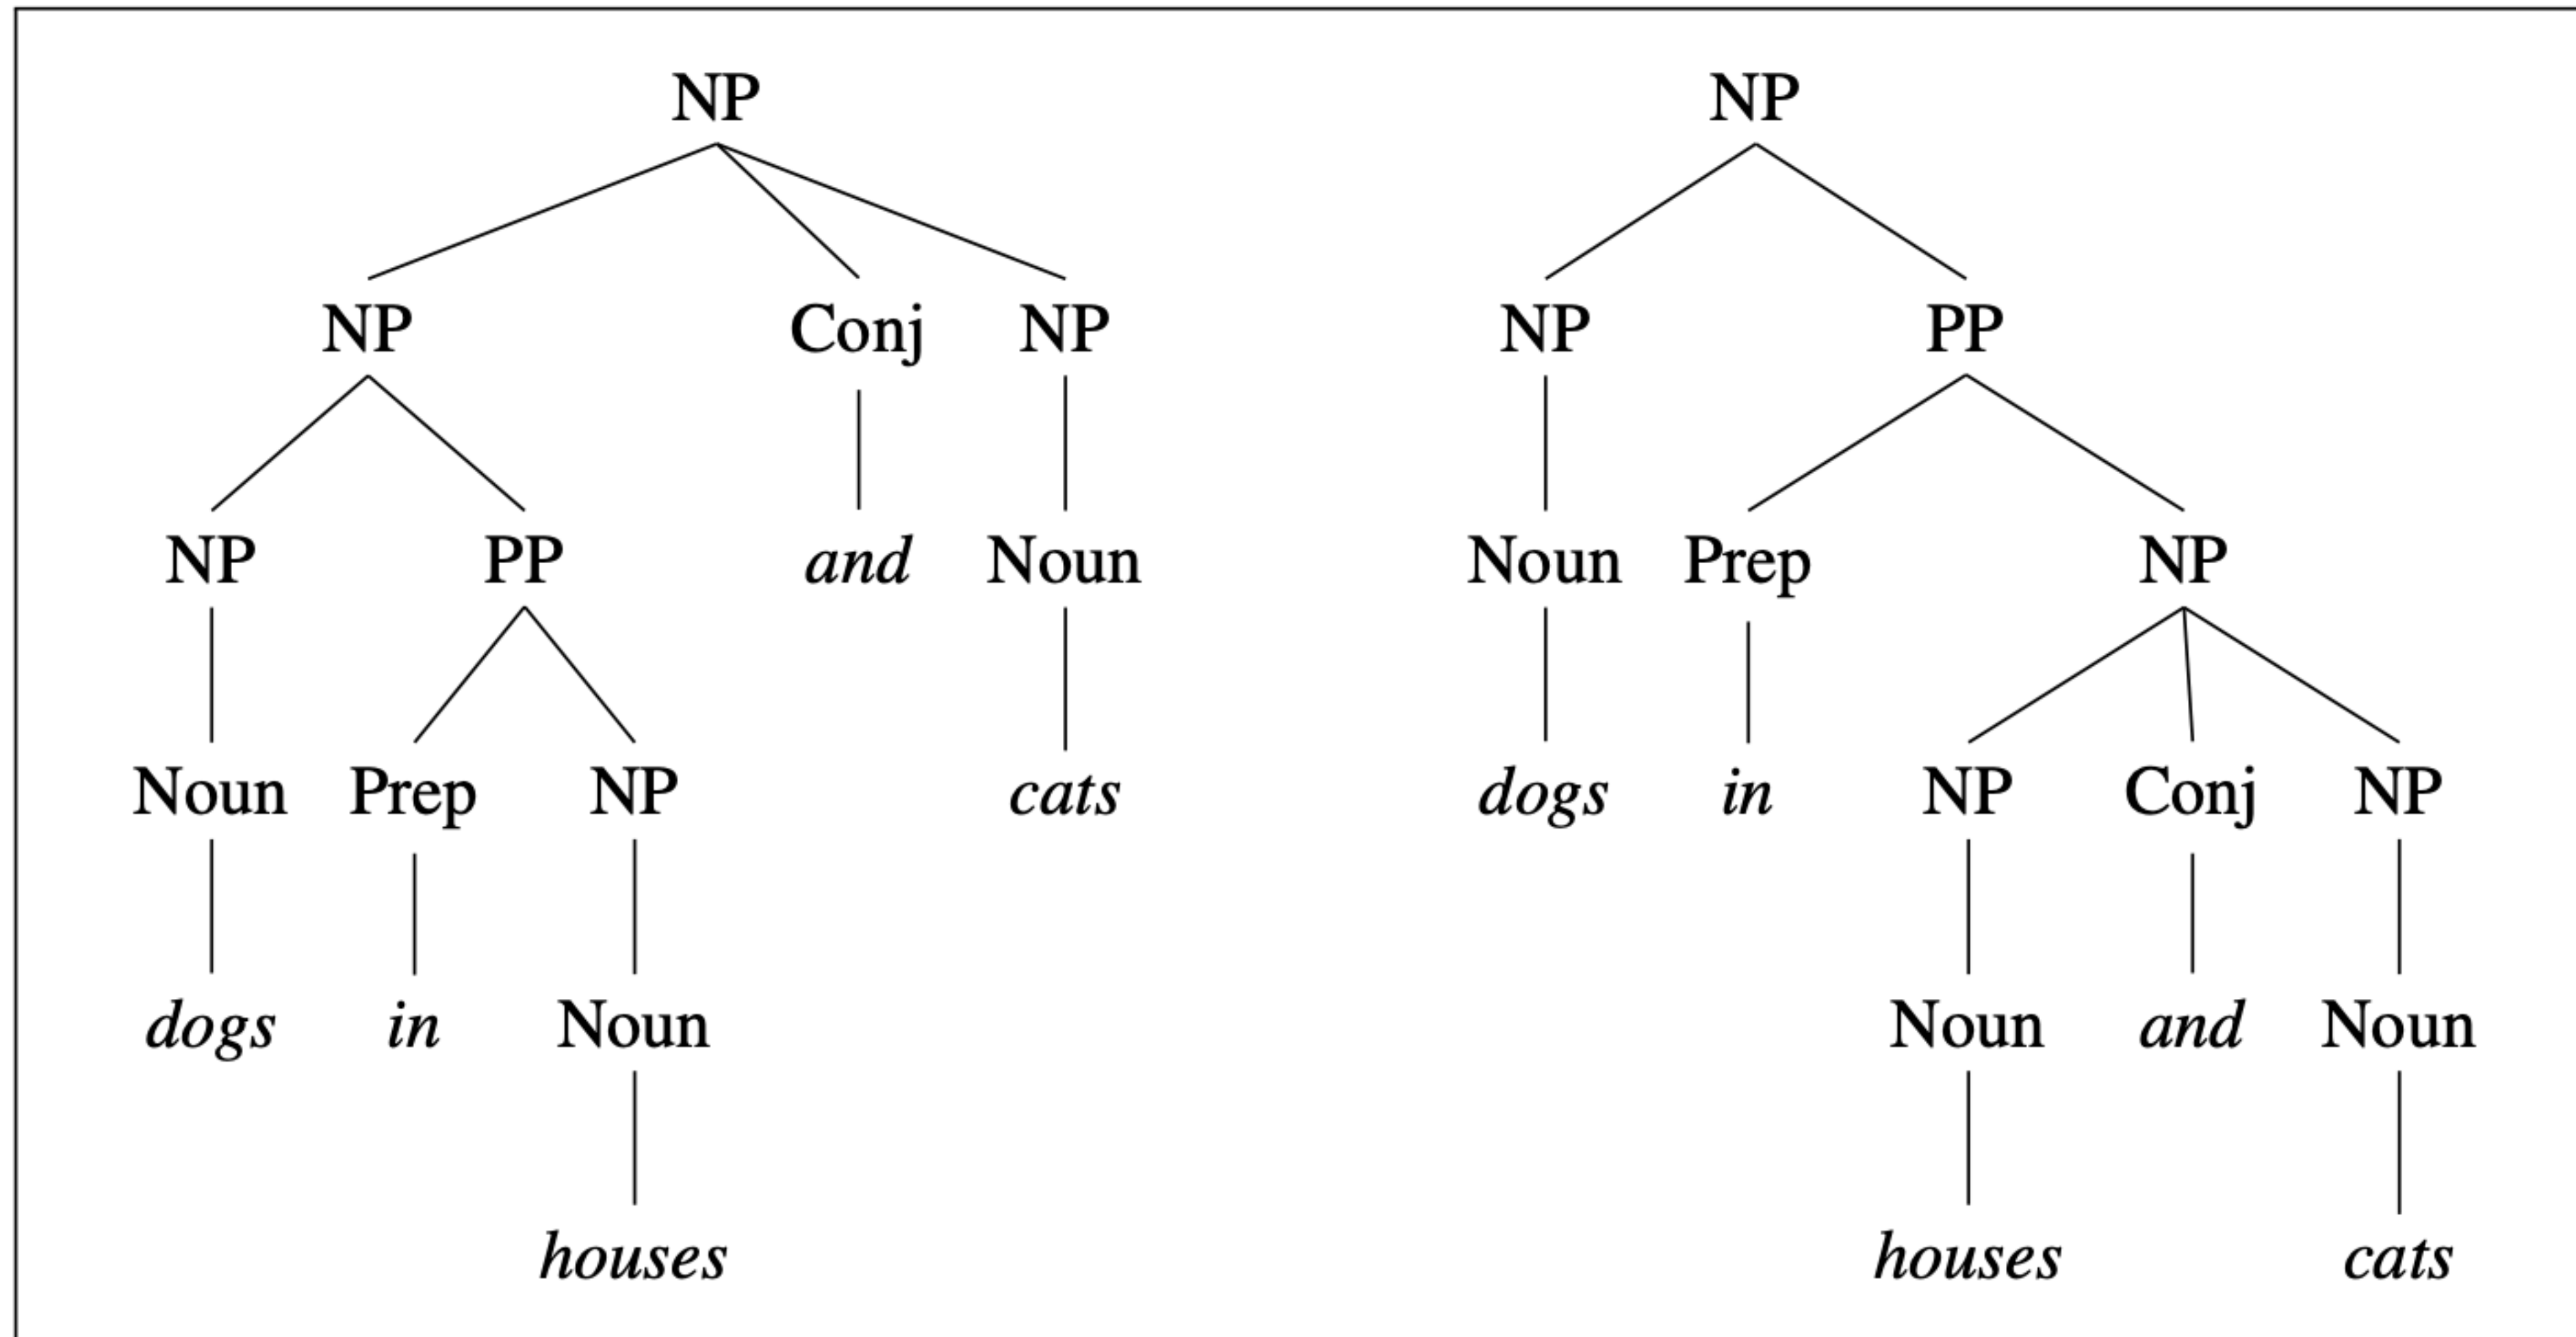 NP NP
NP Conj NP NP PP
NP PP and Noun Noun Prep NP
Noun Prep NP cats dogs in NP Conj NP
dogs in Noun Noun and Noun
houses houses cats